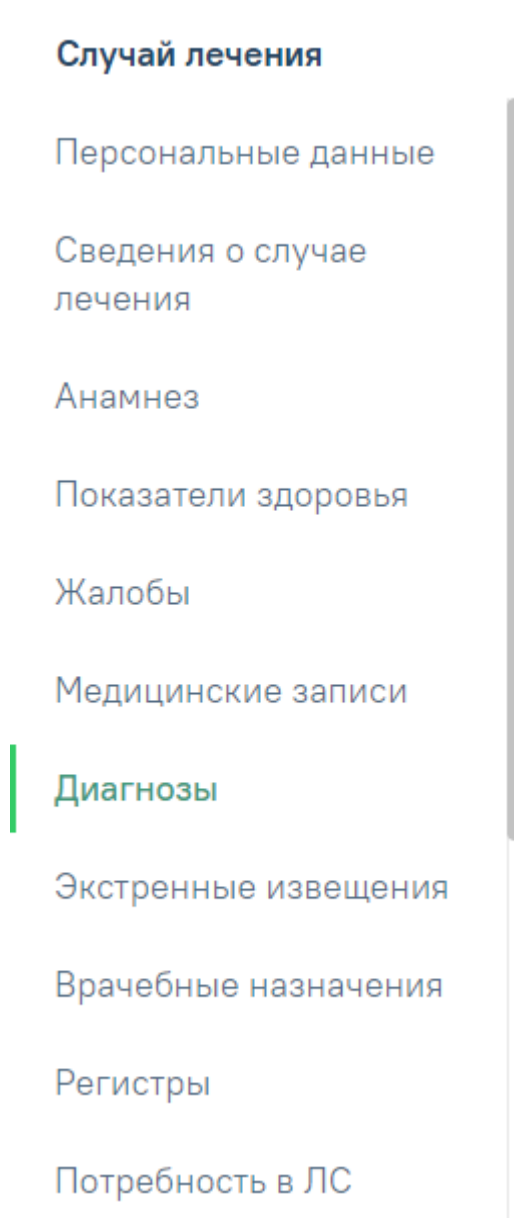 Случай лечения
Персональные данные
Сведения о случае
лечения
Анамнез
Показатели здоровья
Жалобы
Медицинские записи
Диагнозы
Экстренные извещения
Врачебные назначения
Регистры
Потребность в ЛС